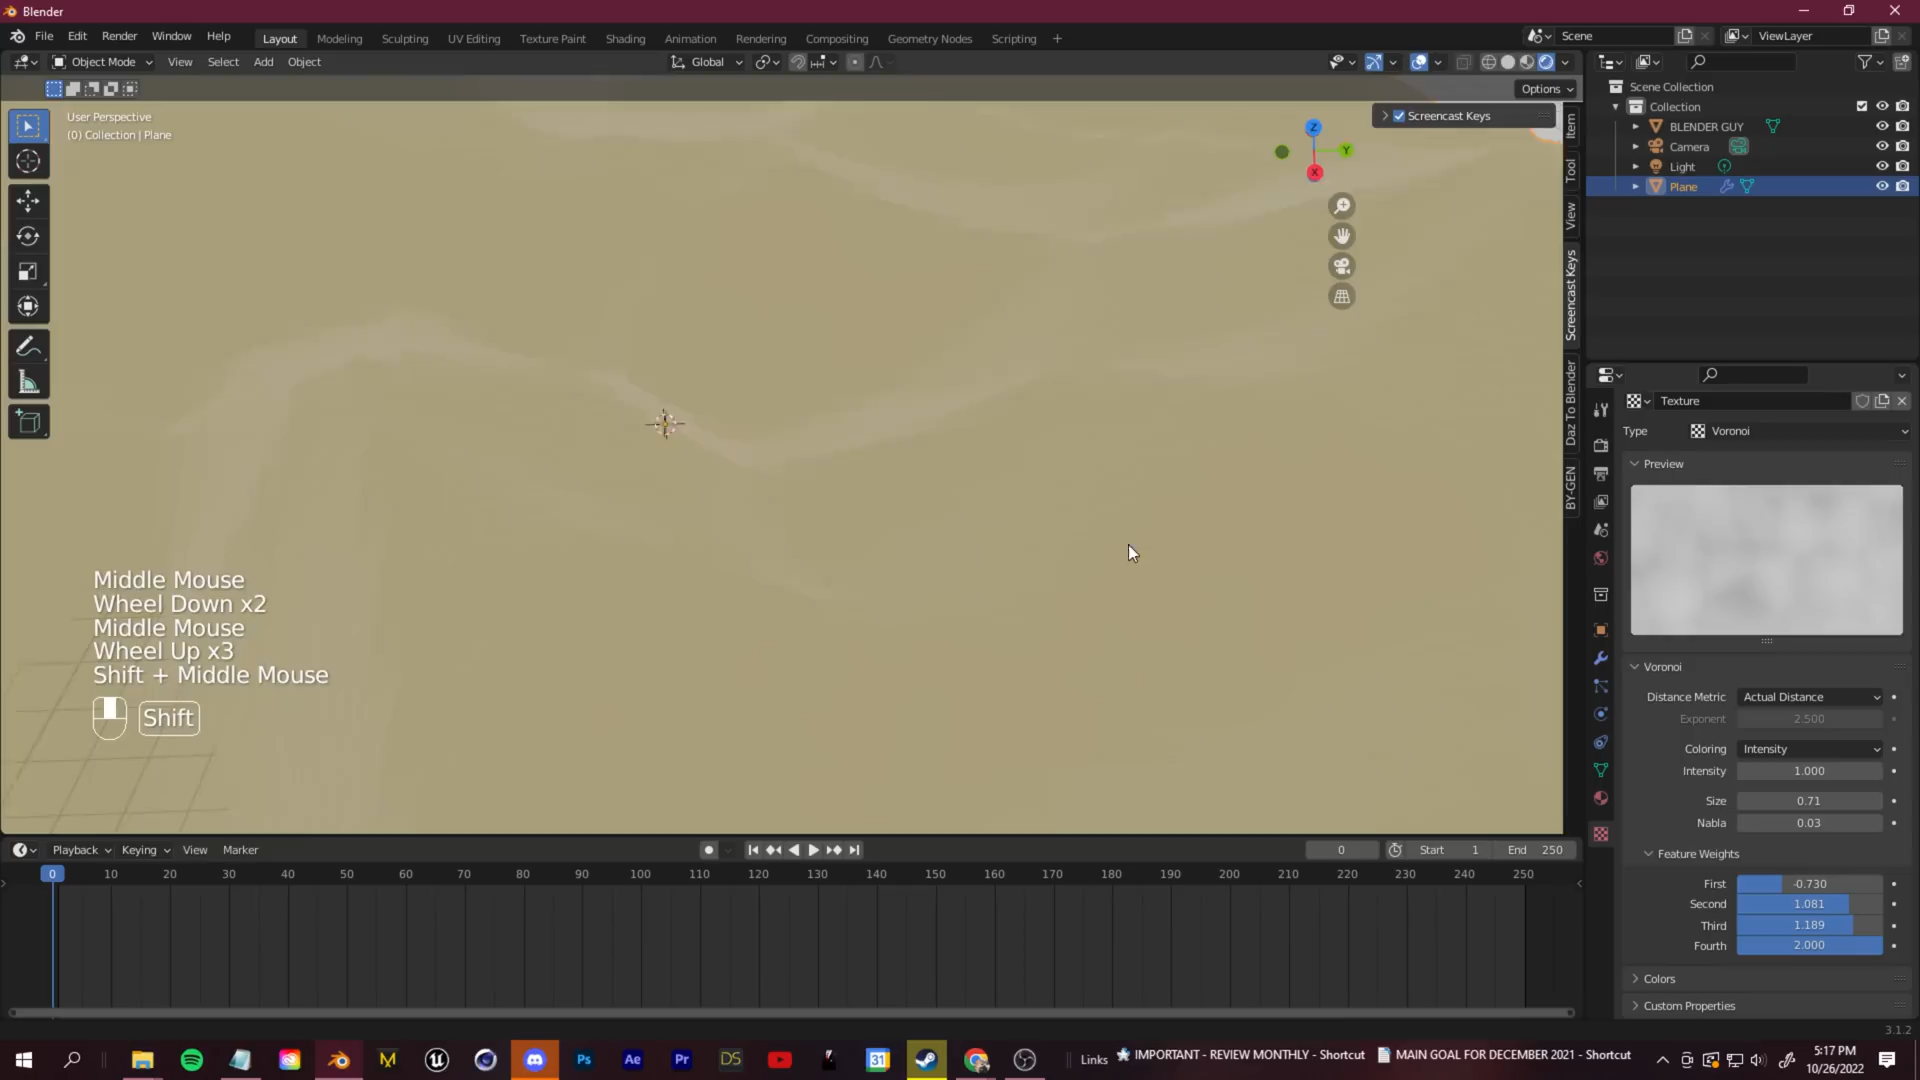 Blender
File Edit Render Window Help
Layout Modeling Sculpting UV Editing Texture Paint Shading Animation Rendering Compositing Geometry Nodes Scripting +
Scene ViewLayer
Object Mode View Select Add Object Global
Options
User Perspective
(0) Collection | Plane
Screencast Keys
Z
Y
X
Item
Tool
View
Screencast Keys
Daz To Blender
BY-GEN
Scene Collection
Collection
BLENDER GUY
Camera
Light
Plane
Texture
Type Voronoi
Preview
Voronoi
Distance Metric Actual Distance
Exponent 2.500
Coloring Intensity
Intensity 1.000
Size 0.71
Nabla 0.03
Feature Weights
First -0.730
Second 1.081
Third 1.189
Fourth 2.000
Colors
Custom Properties
Middle Mouse
Wheel Down x2
Middle Mouse
Wheel Up x3
Shift + Middle Mouse
Shift
Playback Keying View Marker 0 Start 1 End 250
0 10 20 30 40 50 60 70 80 90 100 110 120 130 140 150 160 170 180 190 200 210 220 230 240 250
3.1.2
Ps Ae Pr DS 31 Links IMPORTANT - REVIEW MONTHLY - Shortcut MAIN GOAL FOR DECEMBER 2021 - Shortcut
5:17 PM
10/26/2022